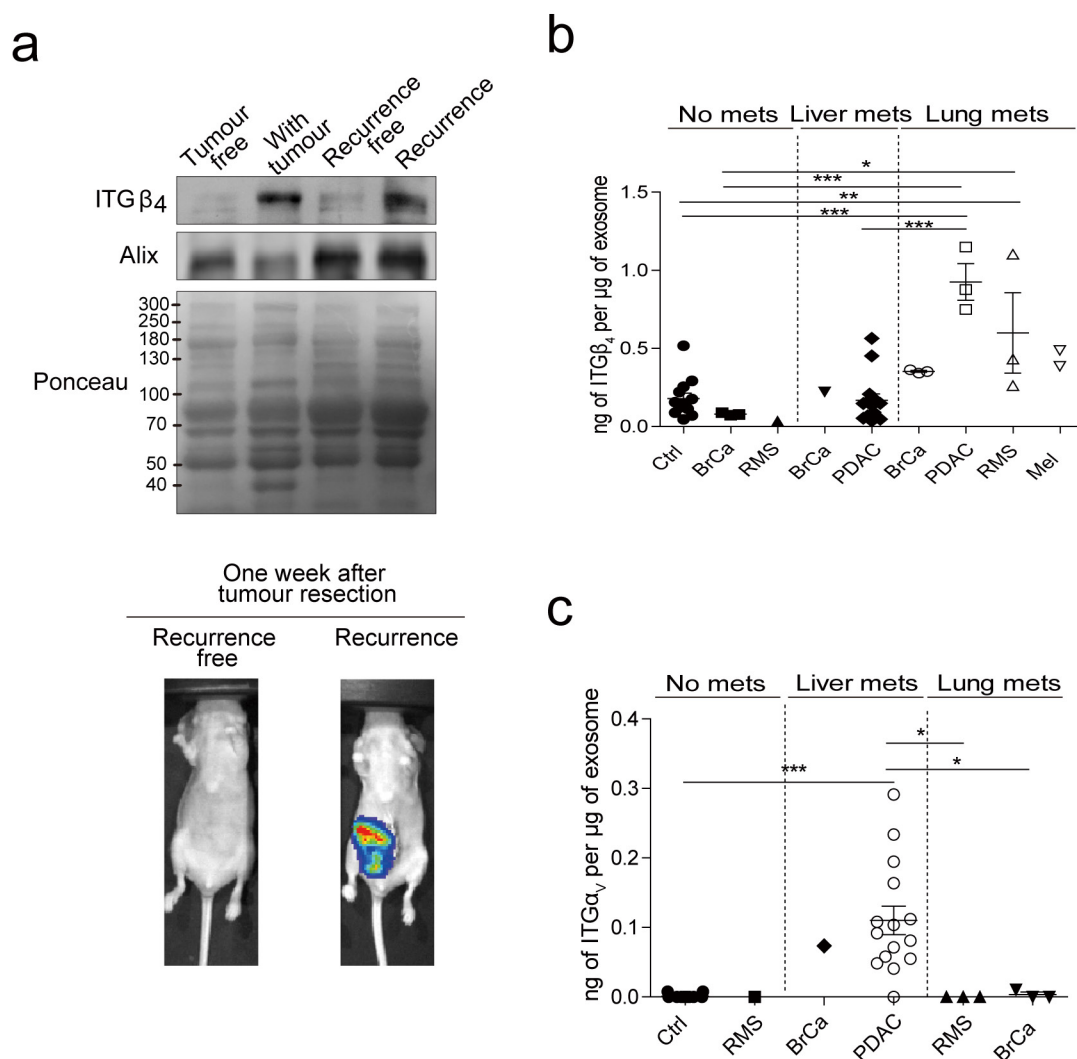 a
Tumour
free
With
tumour
Recurrence
free
Recurrence
ITGβ4
Alix
Ponceau
300
250
180
130
100
70
50
40
One week after
tumour resection
Recurrence
free
Recurrence
b
No mets
Liver mets
Lung mets
*
***
**
***
***
ng of ITGβ4 per µg of exosome
1.5
1.0
0.5
0.0
Ctrl
BrCa
RMS
BrCa
PDAC
BrCa
PDAC
RMS
Mel
c
No mets
Liver mets
Lung mets
*
***
*
ng of ITGαV per µg of exosome
0.4
0.3
0.2
0.1
0.0
Ctrl
RMS
BrCa
PDAC
RMS
BrCa